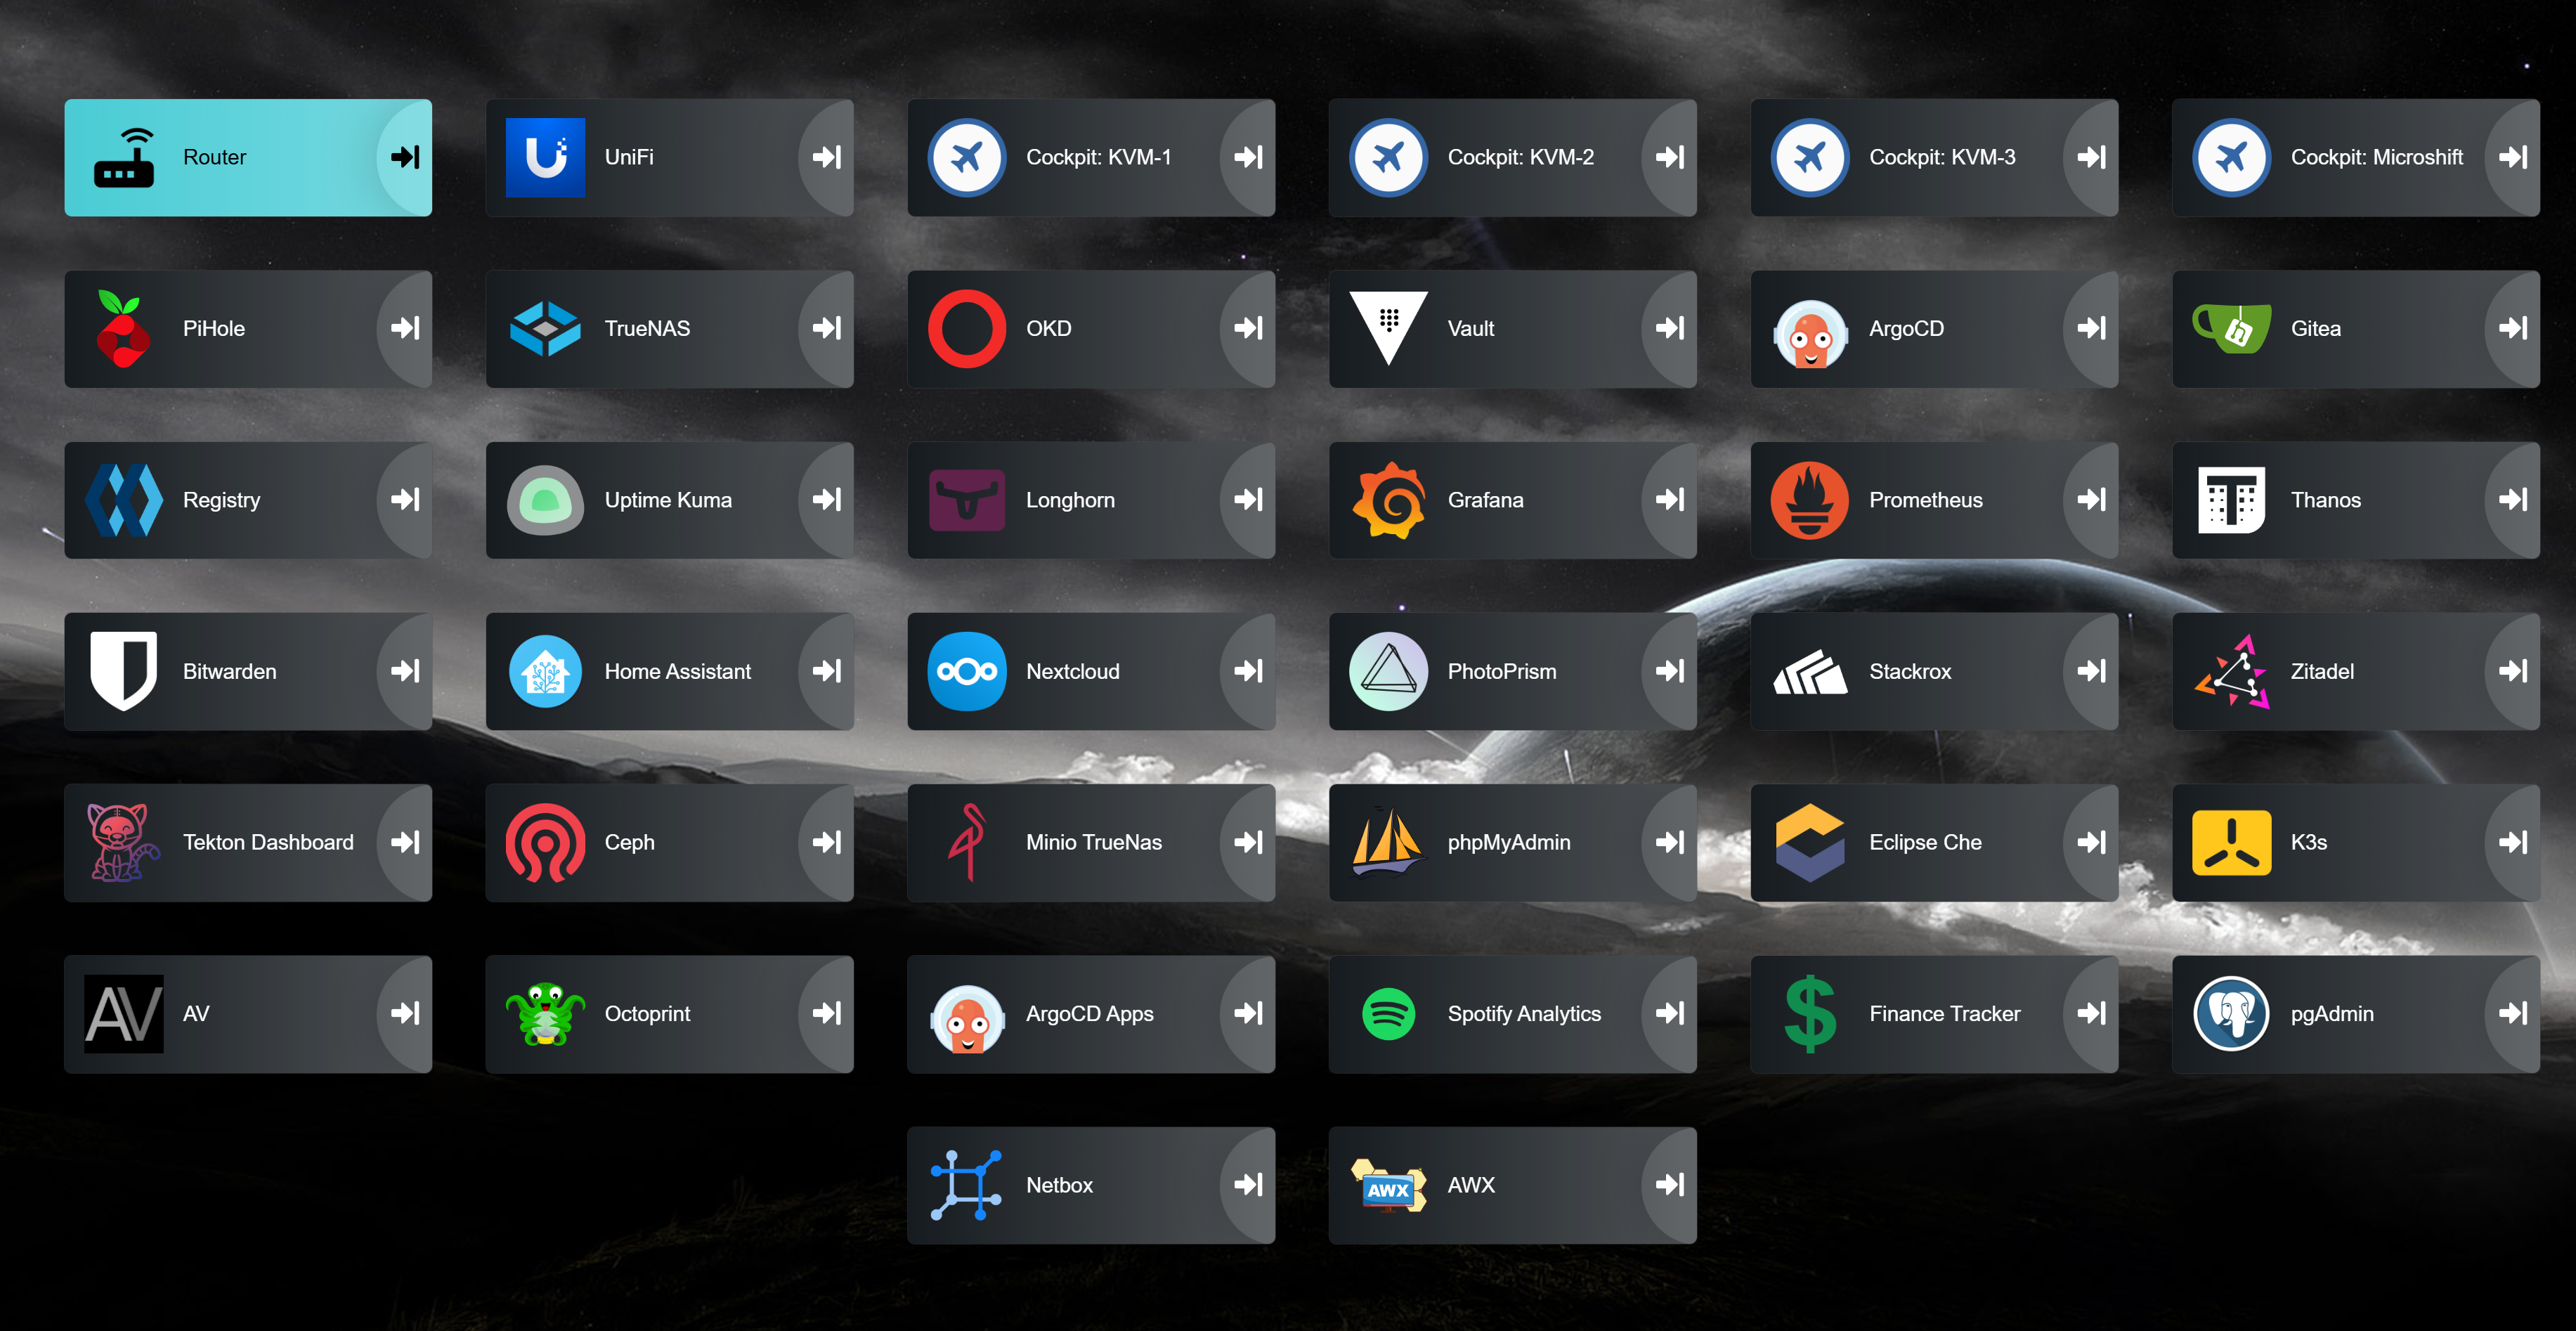 Router
UniFi
Cockpit: KVM-1
Cockpit: KVM-2
Cockpit: KVM-3
Cockpit: Microshift
PiHole
TrueNAS
OKD
Vault
ArgoCD
Gitea
Registry
Uptime Kuma
Longhorn
Grafana
Prometheus
Thanos
Bitwarden
Home Assistant
Nextcloud
PhotoPrism
Stackrox
Zitadel
Tekton Dashboard
Ceph
Minio TrueNas
phpMyAdmin
Eclipse Che
K3s
AV
AV
Octoprint
ArgoCD Apps
Spotify Analytics
Finance Tracker
pgAdmin
Netbox
AWX
AWX